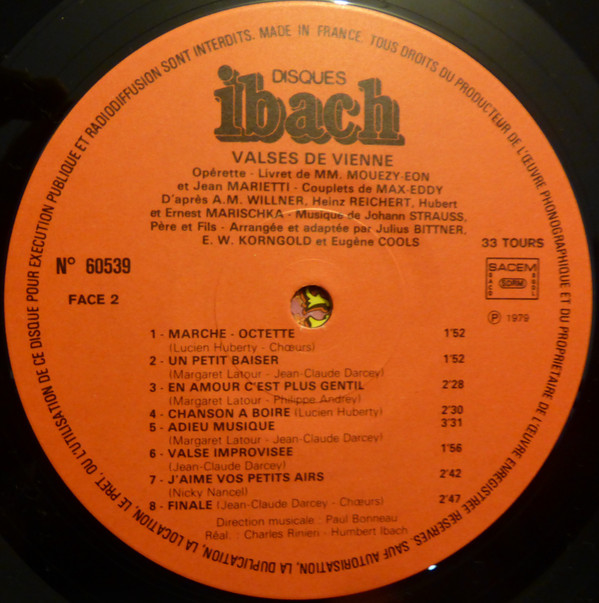 DISQUES
ibach
VALSES DE VIENNE
Opérette - Livret de MM. MOUEZY-EON
et Jean MARIETTI - Couplets de MAX-EDDY
D'après A.M. WILLNER, Heinz REICHERT, Hubert
et Ernest MARISCHKA - Musique de Johann STRAUSS,
Père et Fils - Arrangée et adaptée par Julius BITTNER,
E. W. KORNGOLD et Eugène COOLS
N° 60539
33 TOURS
FACE 2
SACEM
SDRM
SACD
SGDL
℗ 1979
1 - MARCHE - OCTETTE 1'52
(Lucien Huberty - Chœurs)
2 - UN PETIT BAISER 1'52
(Margaret Latour - Jean-Claude Darcey)
3 - EN AMOUR C'EST PLUS GENTIL 2'28
(Margaret Latour - Philippe Andrey)
4 - CHANSON A BOIRE (Lucien Huberty) 2'30
5 - ADIEU MUSIQUE 3'31
(Margaret Latour - Jean-Claude Darcey)
6 - VALSE IMPROVISEE 1'56
(Jean-Claude Darcey)
7 - J'AIME VOS PETITS AIRS 2'42
(Nicky Nancel)
8 - FINALE (Jean-Claude Darcey - Chœurs) 2'47
Direction musicale : Paul Bonneau
Réal. : Charles Rinieri - Humbert Ibach
MADE IN FRANCE. TOUS DROITS DU PRODUCTEUR DE L'ŒUVRE PHONOGRAPHIQUE ET DU PROPRIETAIRE DE L'ŒUVRE ENREGISTREE RESERVES. SAUF AUTORISATION, LA DUPLICATION, LA LOCATION, LE PRET, OU L'UTILISATION DE CE DISQUE POUR EXECUTION PUBLIQUE ET RADIODIFFUSION SONT INTERDITS.